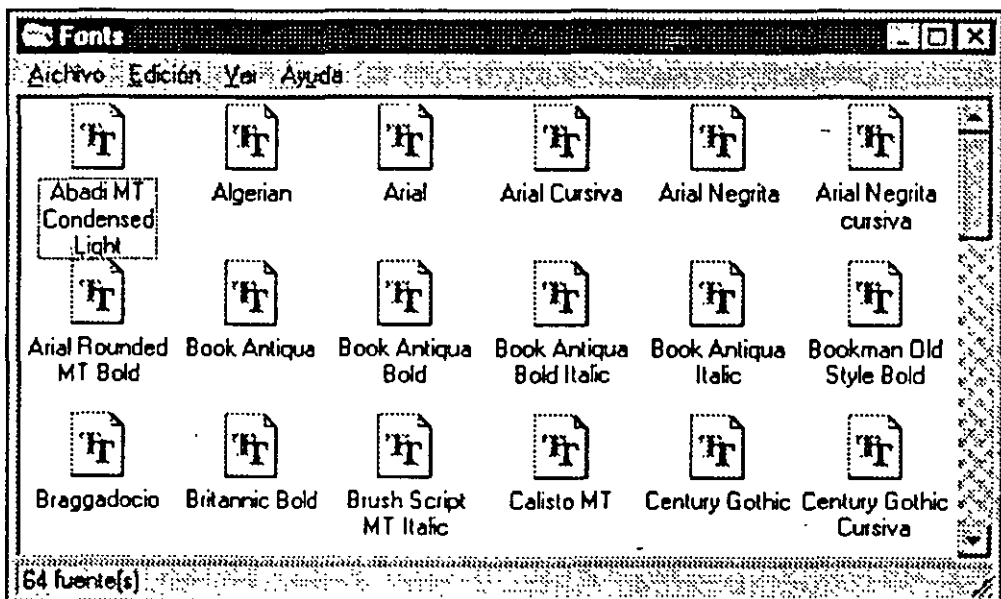 Fonts
Archivo Edición Ver Ayuda
Abadi MT Condensed Light
Algerian
Arial
Arial Cursiva
Arial Negrita
Arial Negrita cursiva
Arial Rounded MT Bold
Book Antiqua
Book Antiqua Bold
Book Antiqua Bold Italic
Book Antiqua Italic
Bookman Old Style Bold
Braggadocio
Britannic Bold
Brush Script MT Italic
Calisto MT
Century Gothic
Century Gothic Cursiva
64 fuente(s)